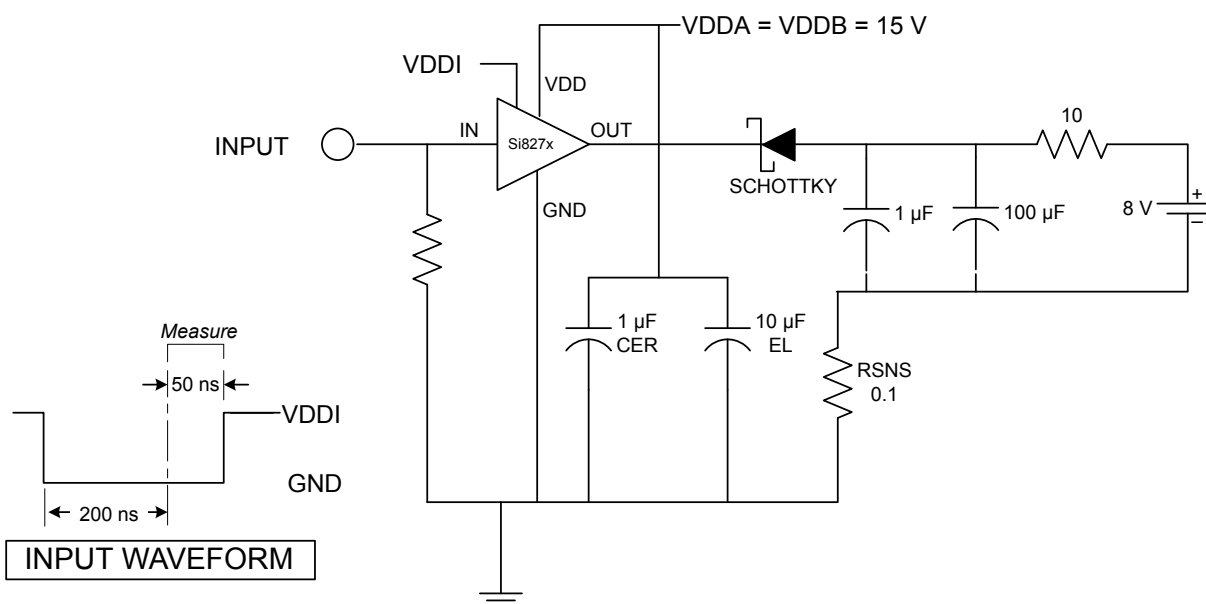 VDDA = VDDB = 15 V
VDDI
VDD
10
INPUT
IN
Si827x
OUT
SCHOTTKY
GND
1 µF
100 µF
8 V
+
–
1 µF
CER
10 µF
EL
RSNS
0.1
Measure
50 ns
VDDI
GND
200 ns
INPUT WAVEFORM